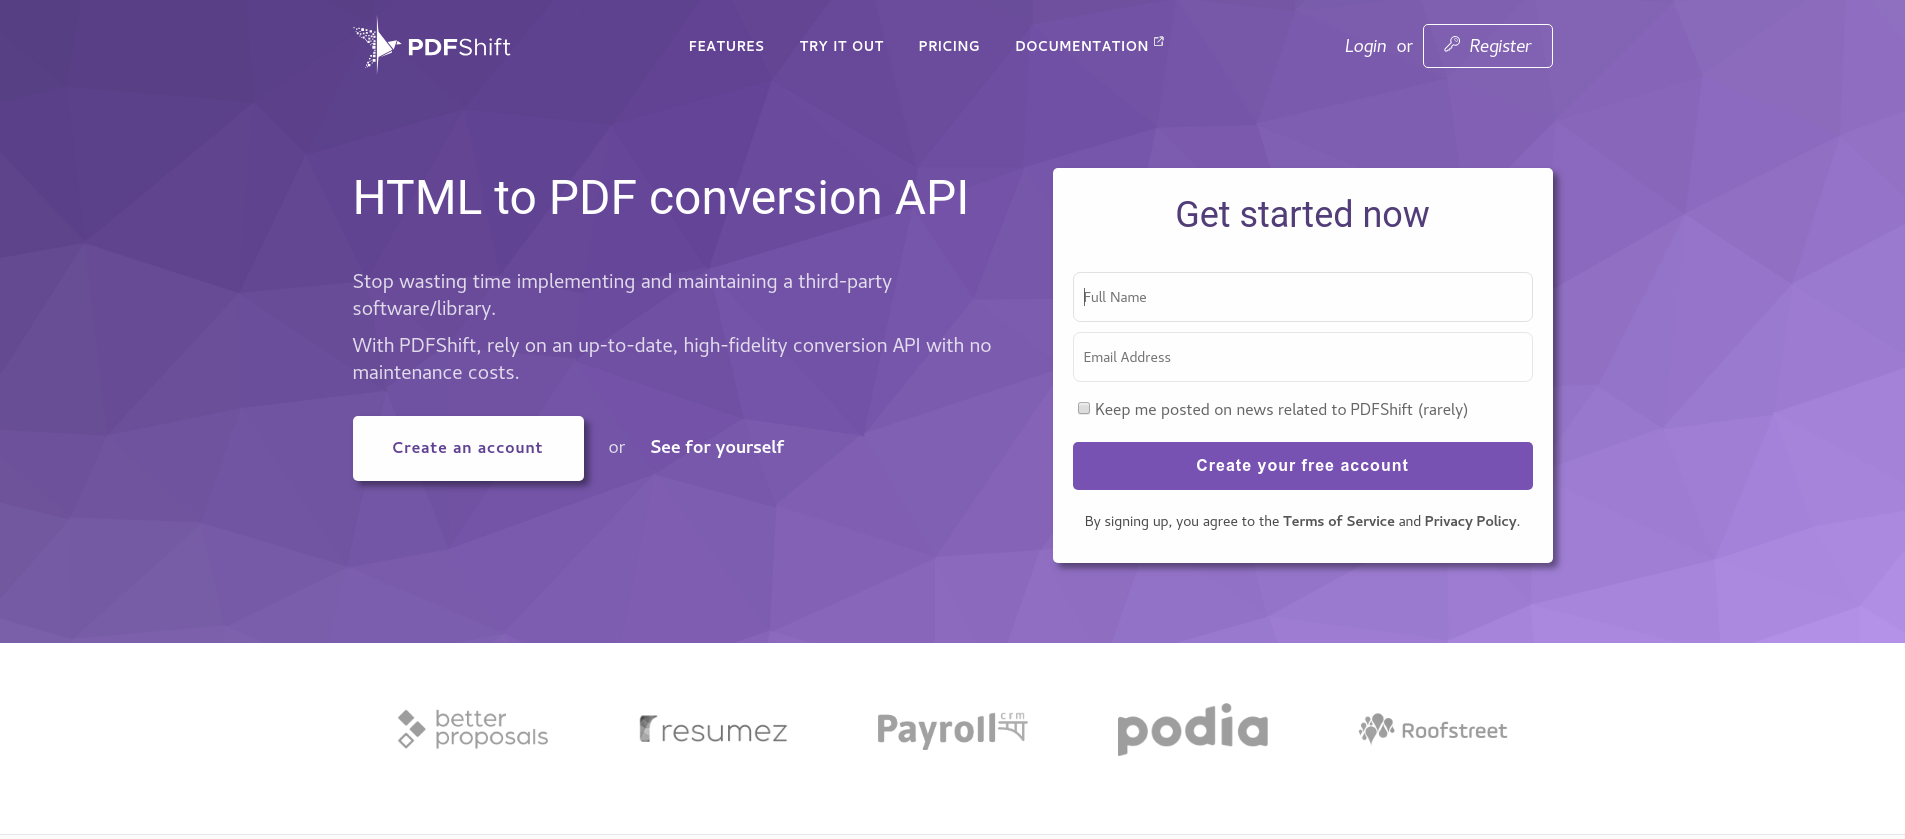 PDFShift
FEATURES
TRY IT OUT
PRICING
DOCUMENTATION
Login or Register
HTML to PDF conversion API
Stop wasting time implementing and maintaining a third-party
software/library.
With PDFShift, rely on an up-to-date, high-fidelity conversion API with no
maintenance costs.
Create an account or See for yourself
Get started now
Full Name
Email Address
Keep me posted on news related to PDFShift (rarely)
Create your free account
By signing up, you agree to the Terms of Service and Privacy Policy.
better
proposals
resumez
Payroll crm
podia
Roofstreet